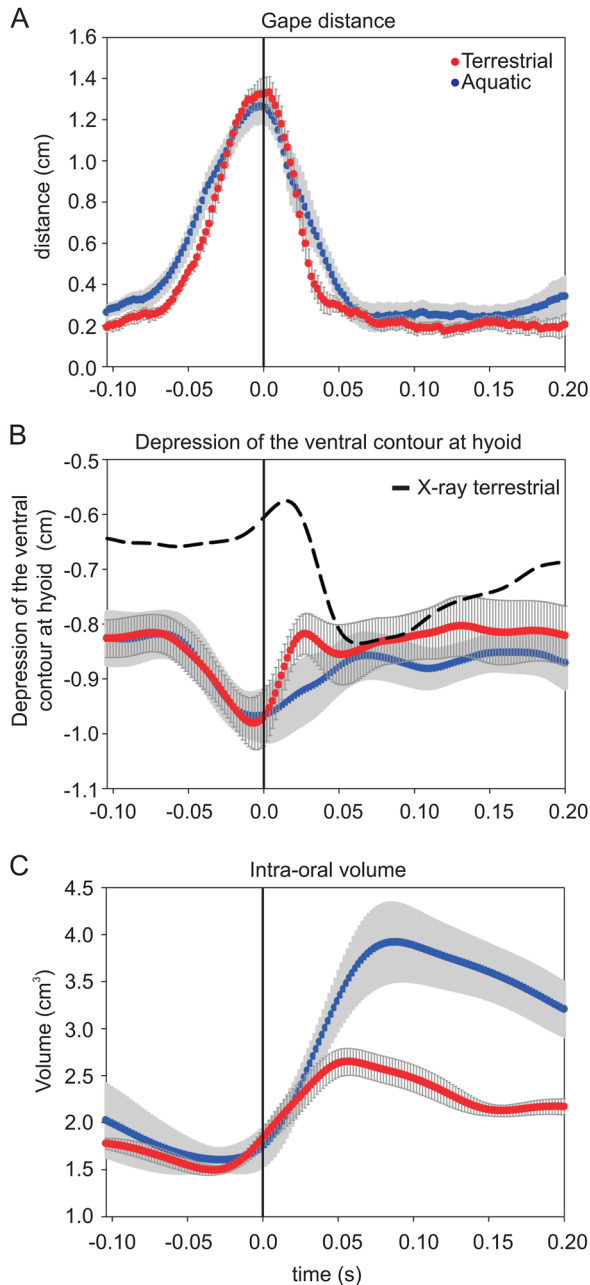 A
Gape distance
1.6
1.4
1.2
1.0
0.8
0.6
0.4
0.2
0.0
distance (cm)
Terrestrial
Aquatic
-0.10 -0.05 0.0 0.05 0.10 0.15 0.20
B
Depression of the ventral contour at hyoid
-0.5
-0.6
-0.7
-0.8
-0.9
-1.0
-1.1
Depression of the ventral
contour at hyoid (cm)
X-ray terrestrial
-0.10 -0.05 0.0 0.05 0.10 0.15 0.20
C
Intra-oral volume
4.5
4.0
3.5
3.0
2.5
2.0
1.5
1.0
Volume (cm³)
-0.10 -0.05 0.0 0.05 0.10 0.15 0.20
time (s)